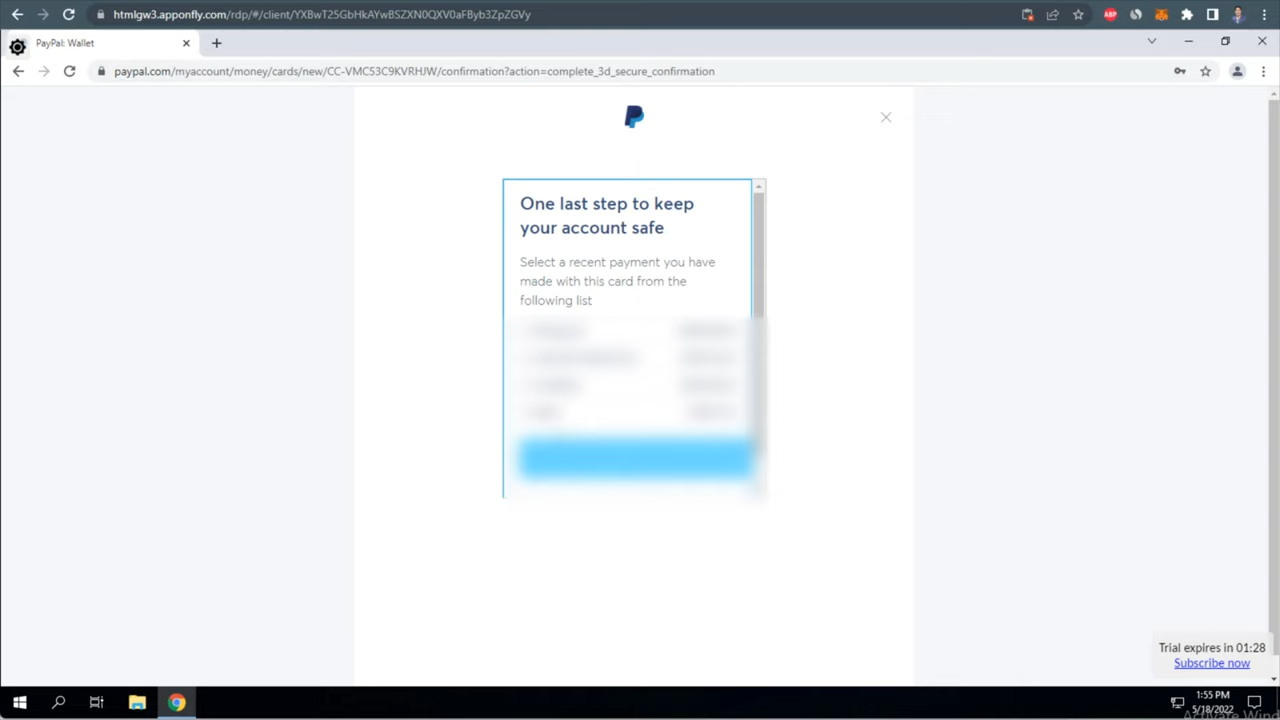 htmlgw3.apponfly.com/rdp/#/client/YXBwT25GbHkAYwBSZXN0QXV0aFByb3ZpZGVy
PayPal: Wallet
paypal.com/myaccount/money/cards/new/CC-VMC53C9KVRHJW/confirmation?action=complete_3d_secure_confirmation
One last step to keep
your account safe
Select a recent payment you have
made with this card from the
following list
Trial expires in 01:28
Subscribe now
1:55 PM
5/18/2022
Activate Wind